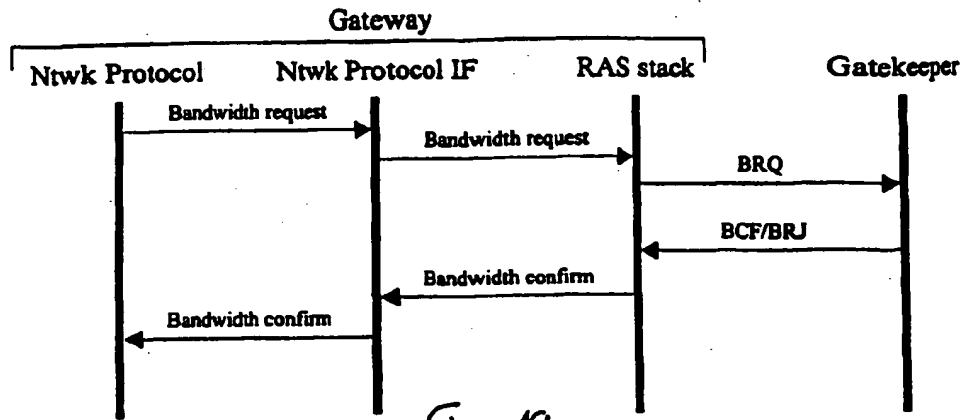 Gateway
Ntwk Protocol Ntwk Protocol IF RAS stack Gatekeeper
Bandwidth request
Bandwidth request
BRQ
BCF/BRJ
Bandwidth confirm
Bandwidth confirm